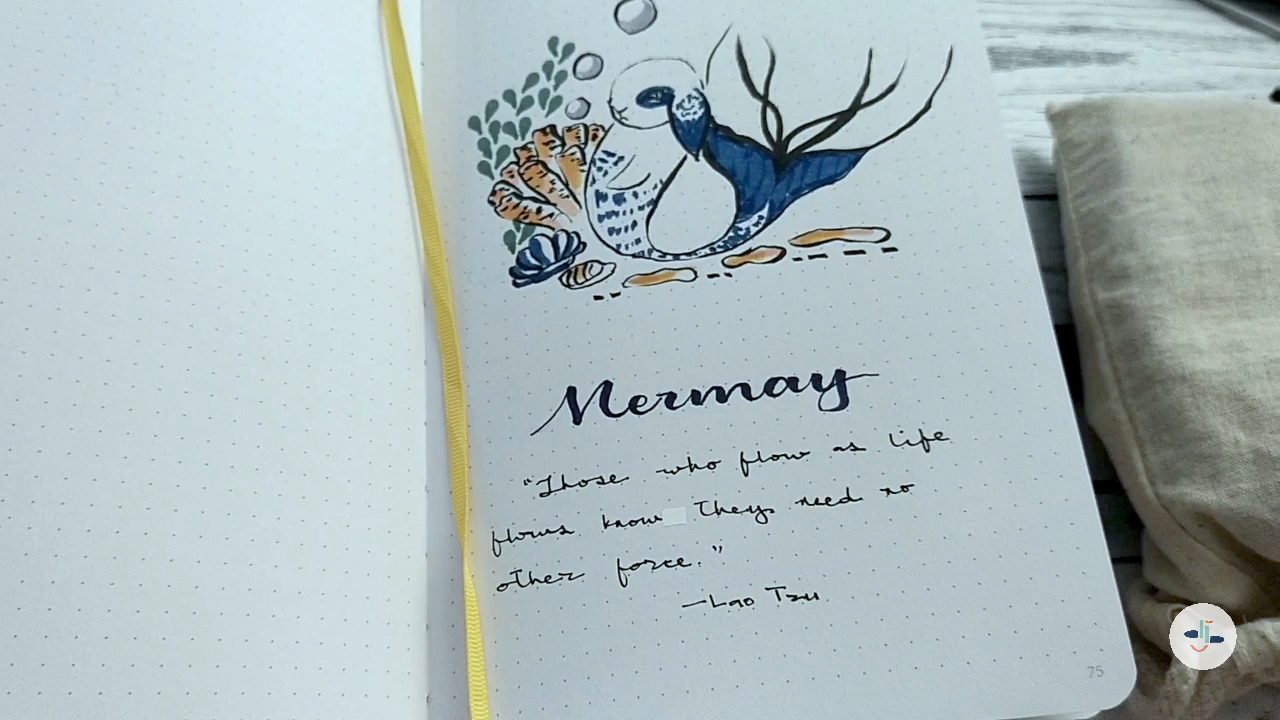 Mermay
"Those who flow as life
flows know they need no
other force."
—Lao Tzu
75